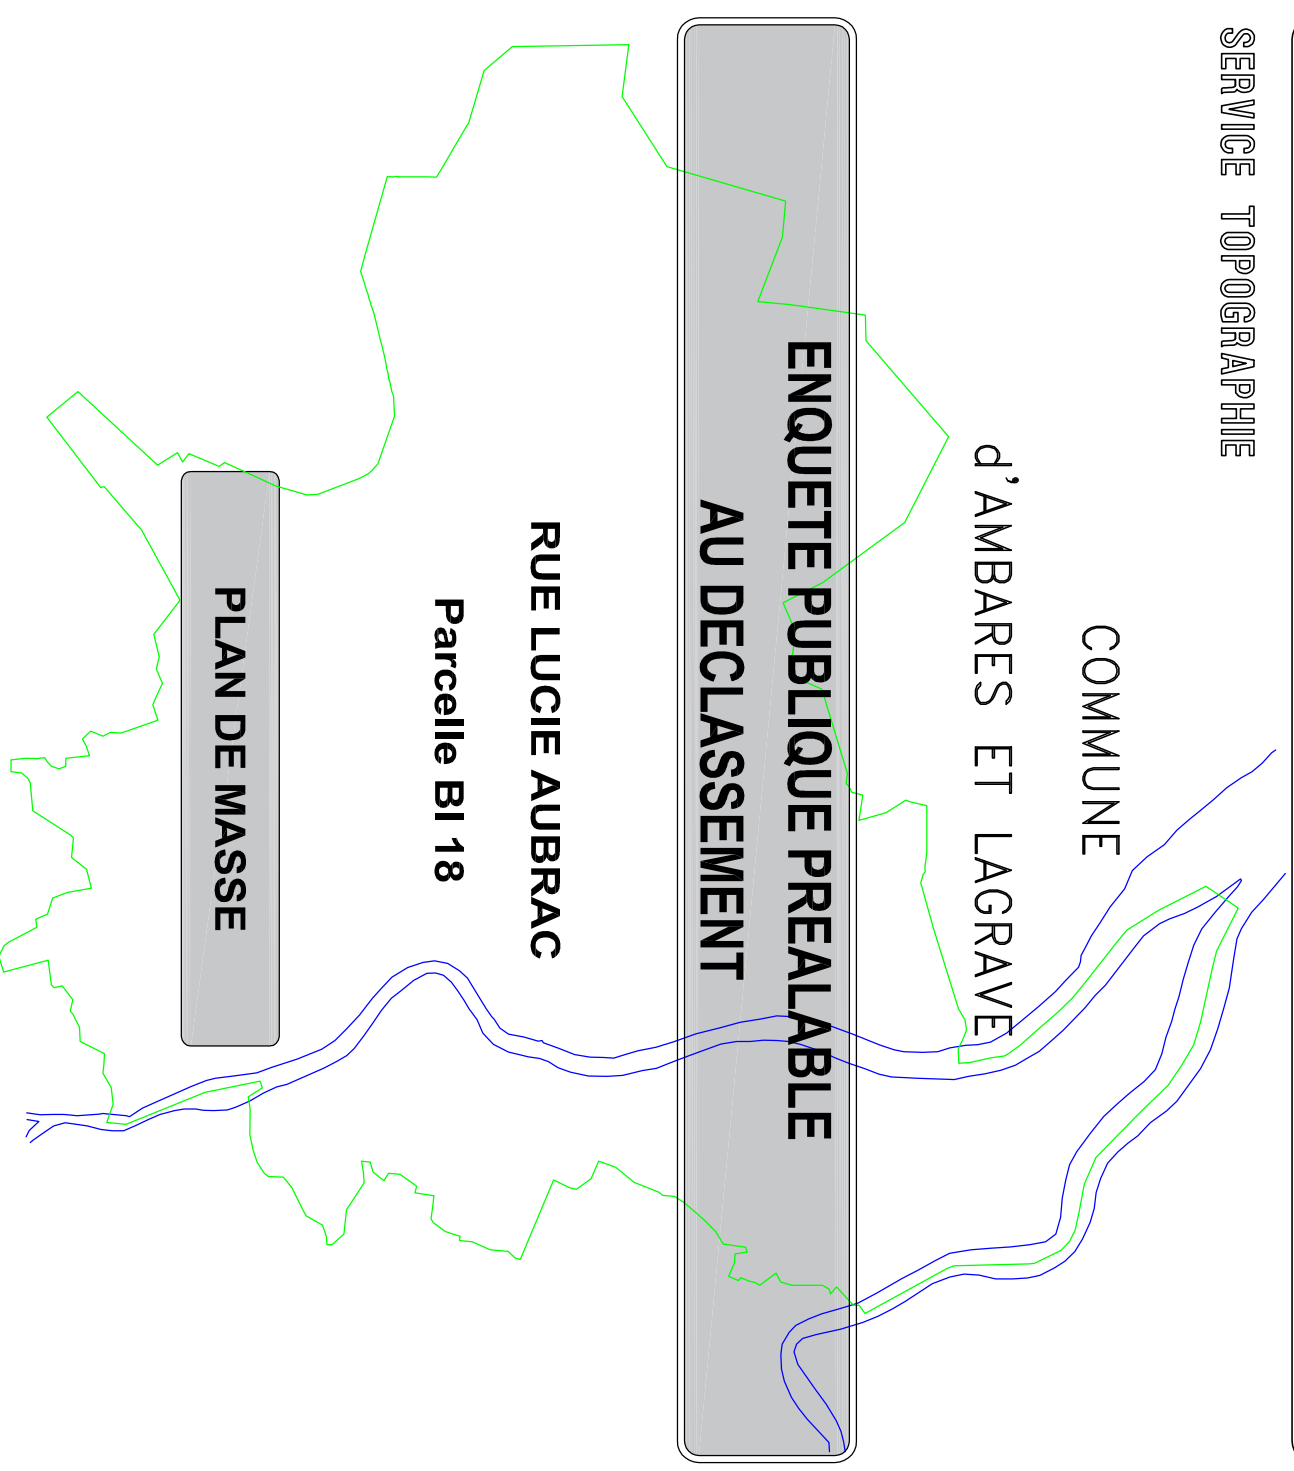 SERVICE TOPOGRAPHIE
COMMUNE
d'AMBARES ET LAGRAVE
ENQUETE PUBLIQUE PREALABLE
AU DECLASSEMENT
RUE LUCIE AUBRAC
Parcelle BI 18
PLAN DE MASSE